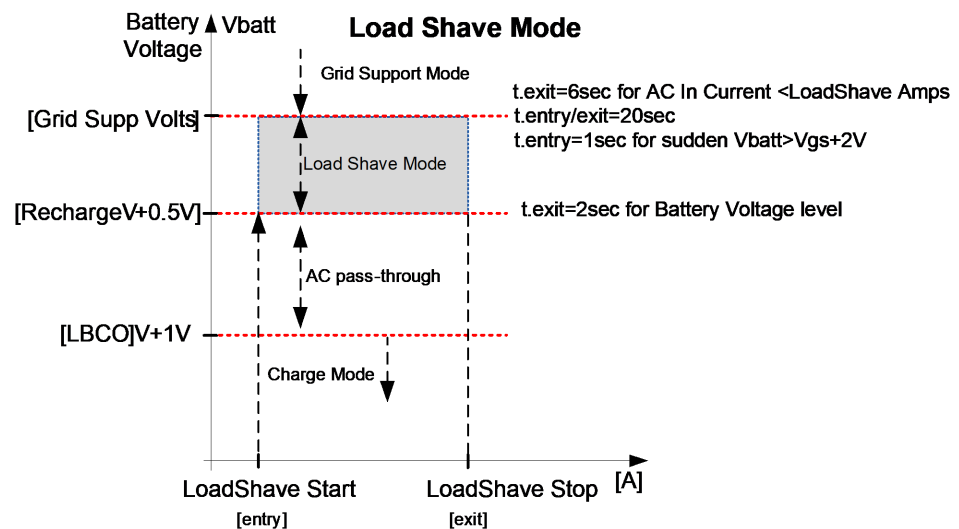 Load Shave Mode
Battery
Voltage
Vbatt
Grid Support Mode
t.exit=6sec for AC In Current <LoadShave Amps
[Grid Supp Volts]
t.entry/exit=20sec
t.entry=1sec for sudden Vbatt>Vgs+2V
Load Shave Mode
[RechargeV+0.5V]
t.exit=2sec for Battery Voltage level
AC pass-through
[LBCO]V+1V
Charge Mode
[A]
LoadShave Start
LoadShave Stop
[entry]
[exit]